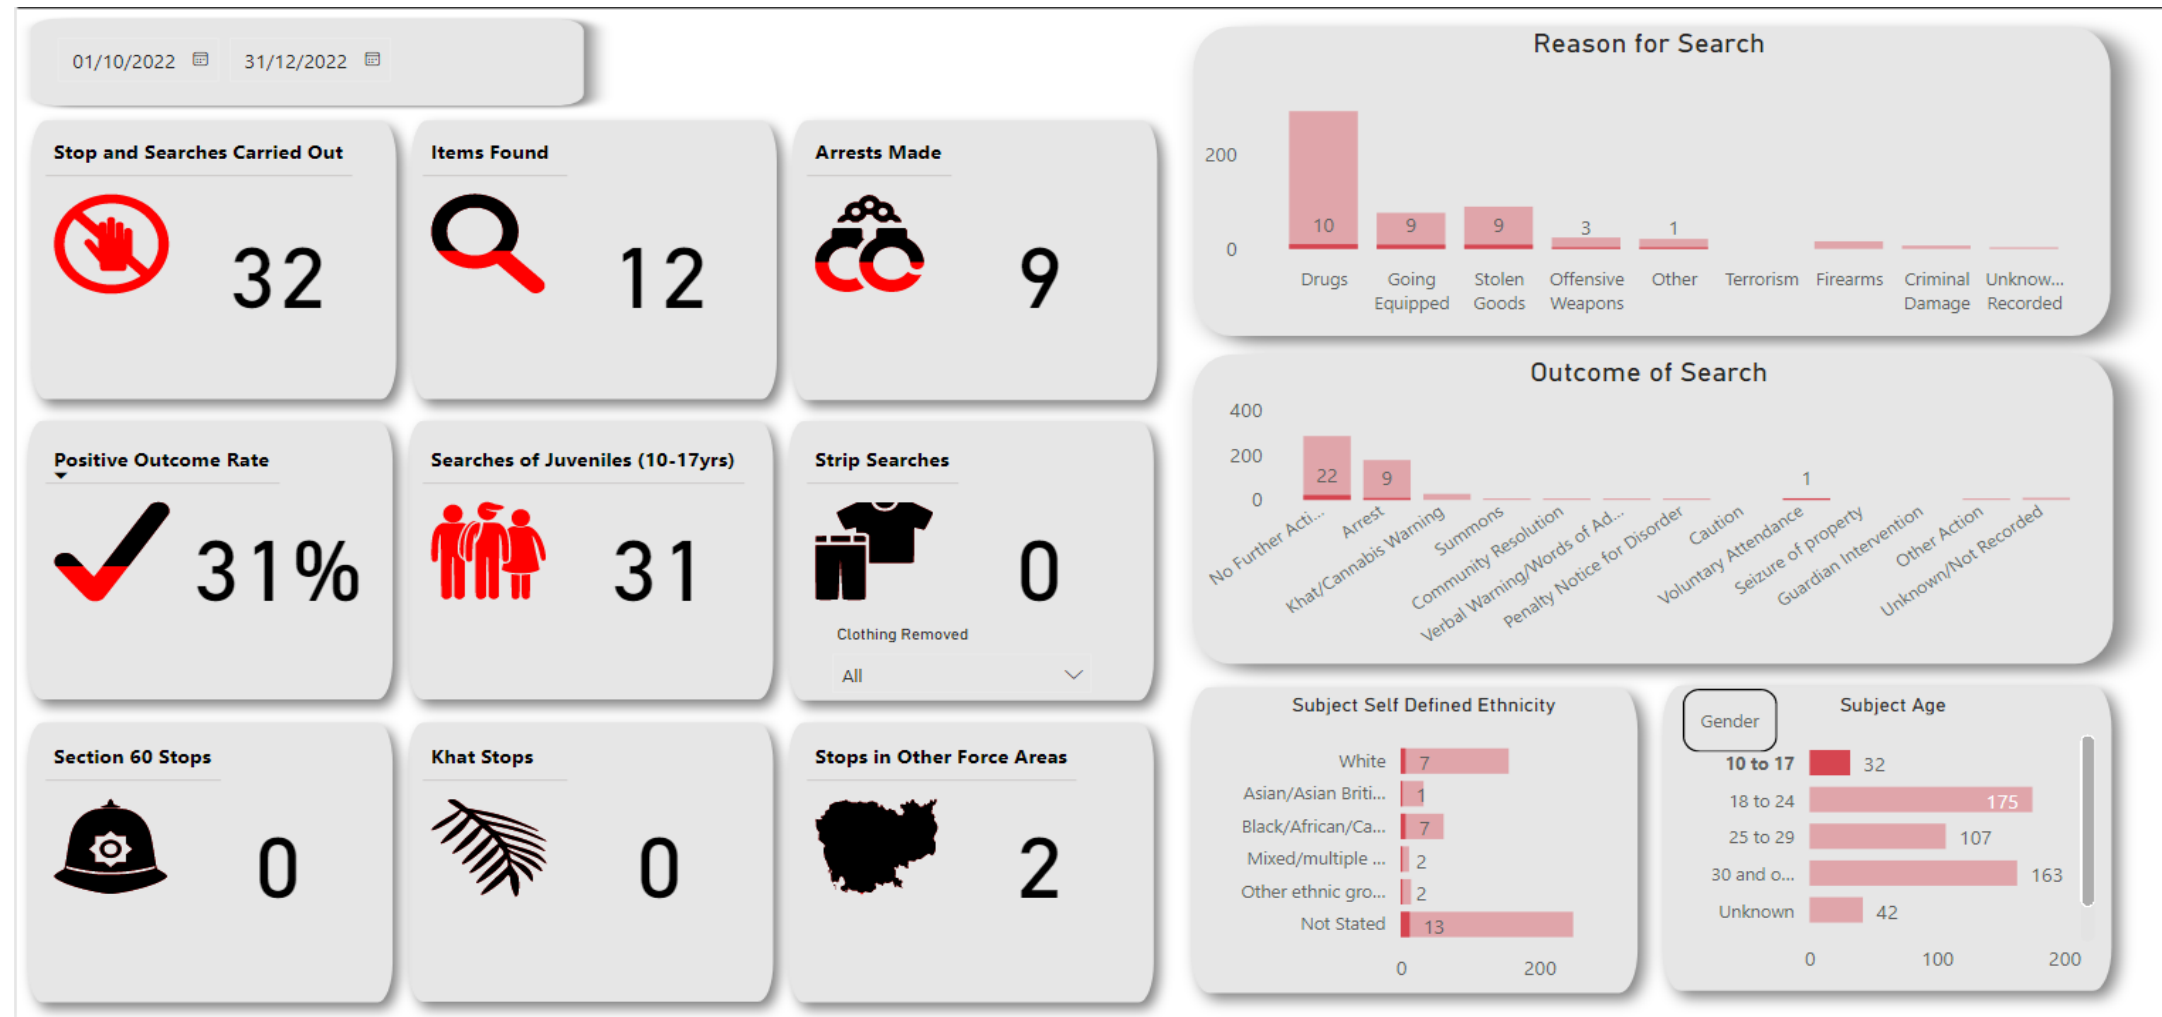 01/10/2022
31/12/2022
Stop and Searches Carried Out
32
Items Found
12
Arrests Made
9
Positive Outcome Rate
31%
Searches of Juveniles (10-17yrs)
31
Strip Searches
0
Clothing Removed
All
Section 60 Stops
0
Khat Stops
0
Stops in Other Force Areas
2
Reason for Search
200
0
10
9
9
3
1
Drugs
Going
Equipped
Stolen
Goods
Offensive
Weapons
Other
Terrorism
Firearms
Criminal
Damage
Unknow...
Recorded
Outcome of Search
400
200
0
22
9
1
No Further Acti...
Arrest
Khat/Cannabis Warning
Summons
Community Resolution
Verbal Warning/Words of Ad...
Penalty Notice for Disorder
Caution
Voluntary Attendance
Seizure of property
Guardian Intervention
Other Action
Unknown/Not Recorded
Subject Self Defined Ethnicity
White 7
Asian/Asian Briti... 1
Black/African/Ca... 7
Mixed/multiple ... 2
Other ethnic gro... 2
Not Stated 13
0 200
Gender
Subject Age
10 to 17 32
18 to 24 175
25 to 29 107
30 and o... 163
Unknown 42
0 100 200